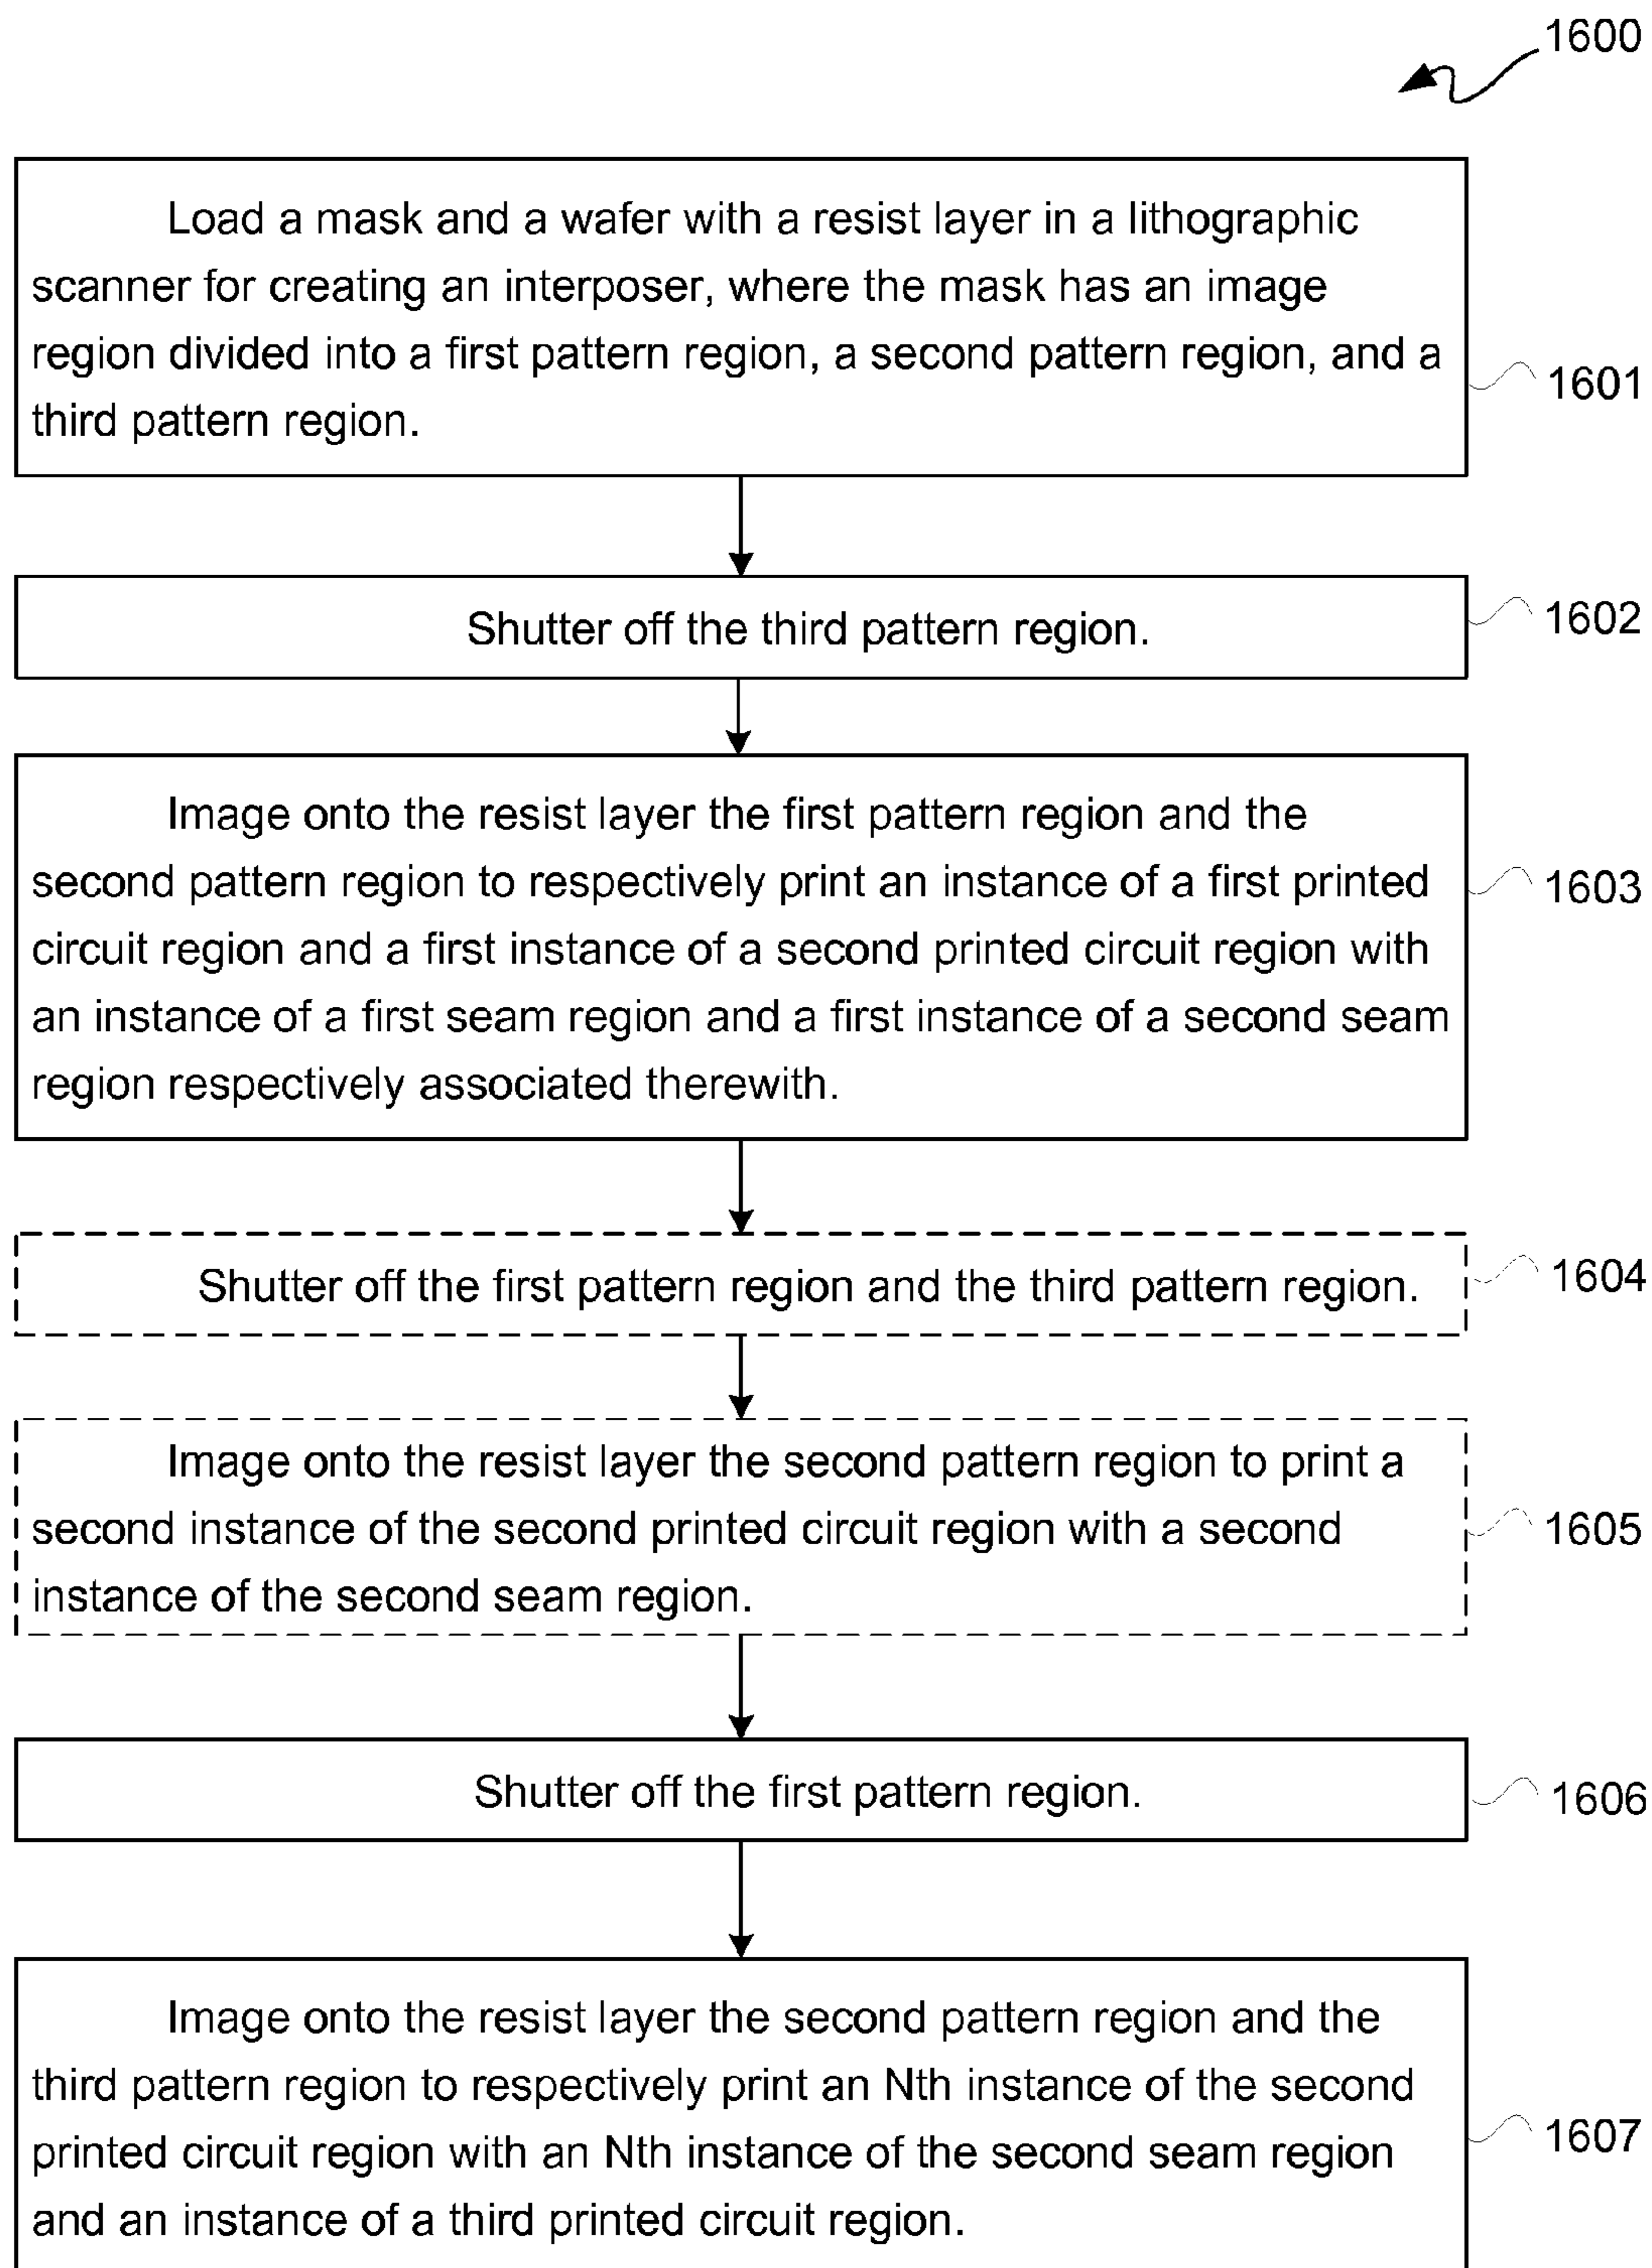 1600
Load a mask and a wafer with a resist layer in a lithographic
scanner for creating an interposer, where the mask has an image
region divided into a first pattern region, a second pattern region, and a
third pattern region.
1601
Shutter off the third pattern region.
1602
Image onto the resist layer the first pattern region and the
second pattern region to respectively print an instance of a first printed
circuit region and a first instance of a second printed circuit region with
an instance of a first seam region and a first instance of a second seam
region respectively associated therewith.
1603
Shutter off the first pattern region and the third pattern region.
1604
Image onto the resist layer the second pattern region to print a
second instance of the second printed circuit region with a second
instance of the second seam region.
1605
Shutter off the first pattern region.
1606
Image onto the resist layer the second pattern region and the
third pattern region to respectively print an Nth instance of the second
printed circuit region with an Nth instance of the second seam region
and an instance of a third printed circuit region.
1607